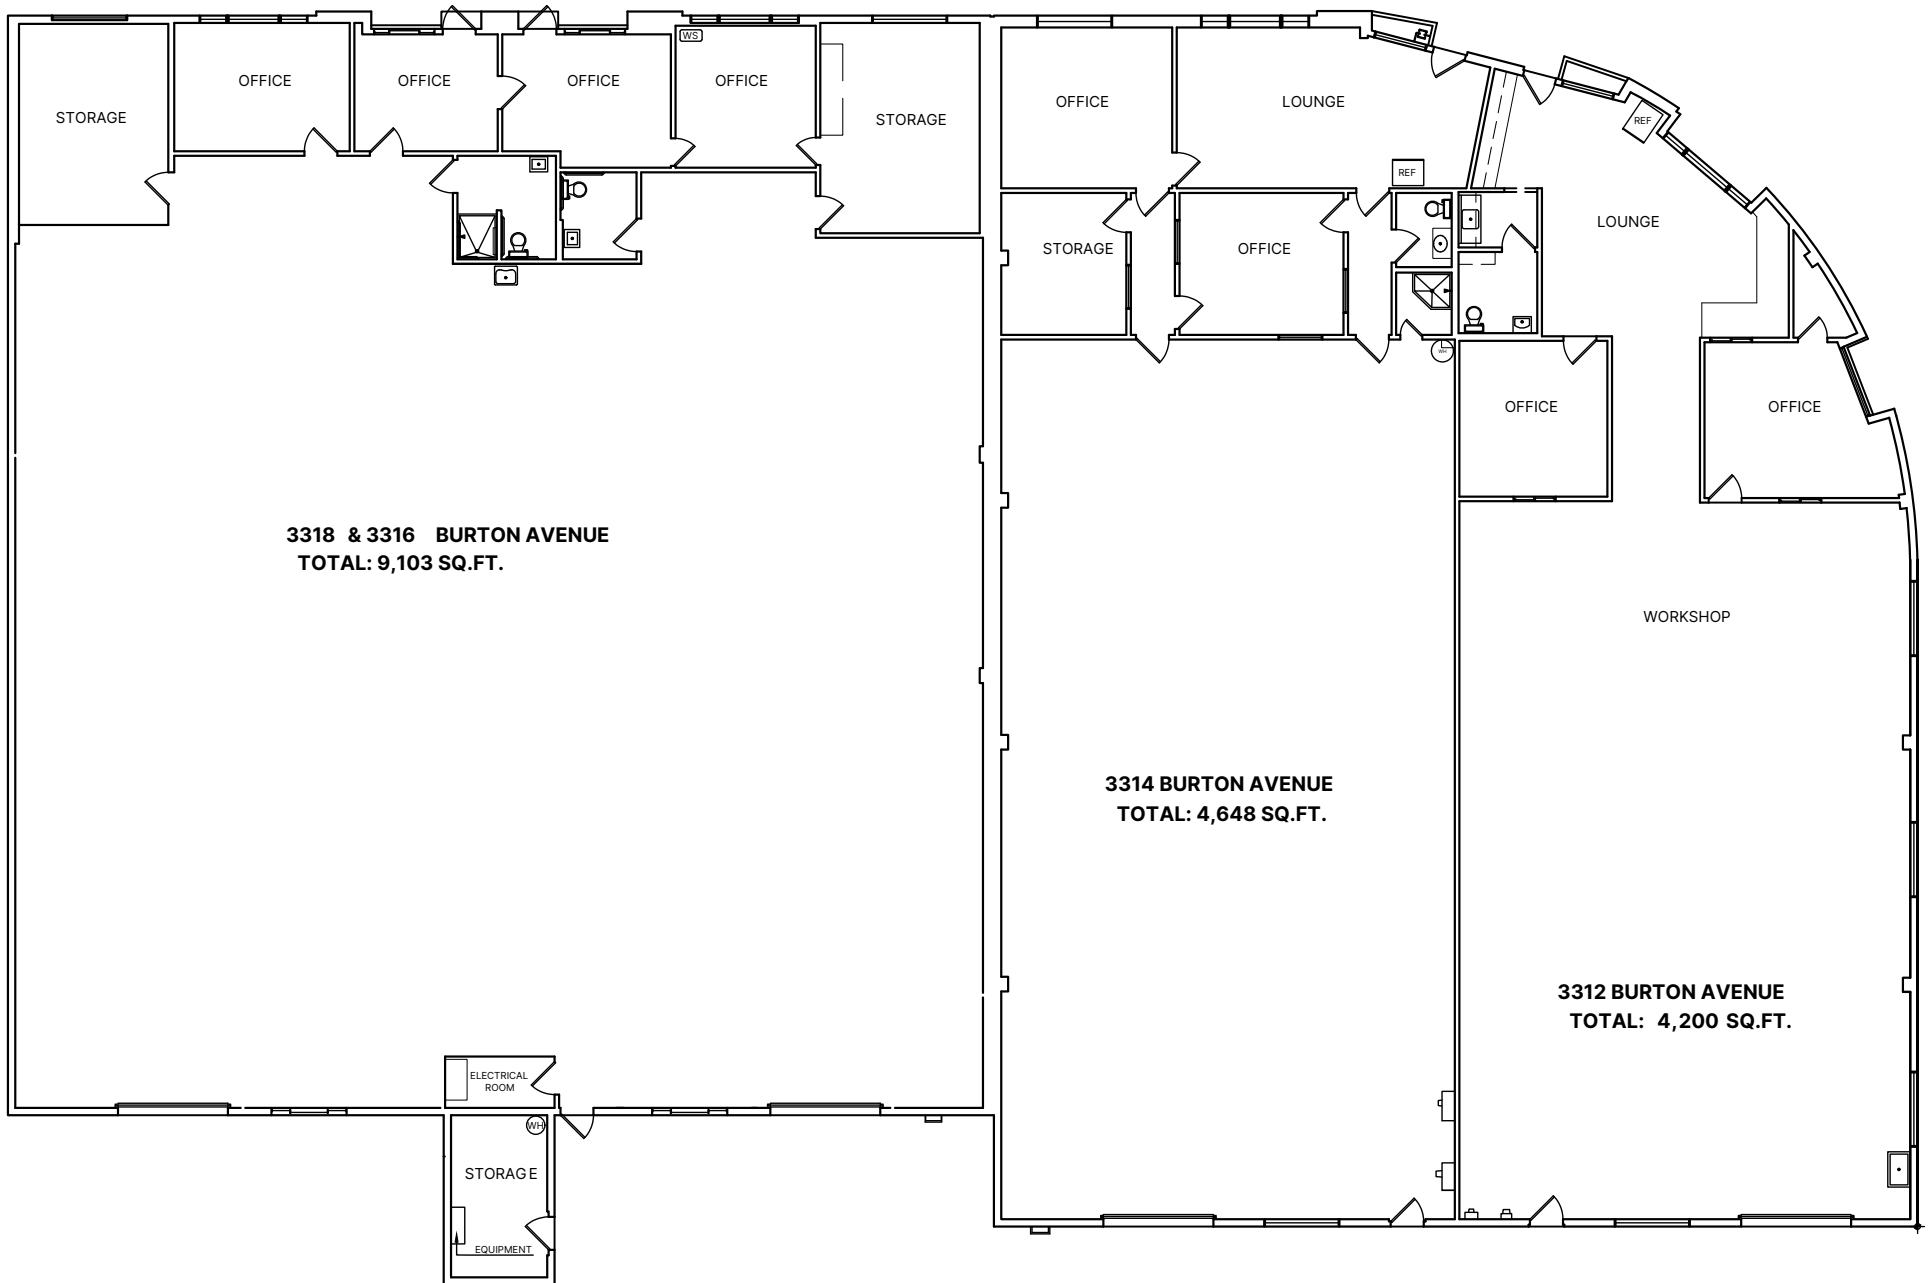 WS
OFFICE
OFFICE
OFFICE
OFFICE
STORAGE
STORAGE
OFFICE
LOUNGE
REF
REF
LOUNGE
STORAGE
OFFICE
WH
OFFICE
OFFICE
3318 & 3316 BURTON AVENUE
TOTAL: 9,103 SQ.FT.
WORKSHOP
3314 BURTON AVENUE
TOTAL: 4,648 SQ.FT.
3312 BURTON AVENUE
TOTAL: 4,200 SQ.FT.
ELECTRICAL
ROOM
WH
STORAGE
EQUIPMENT